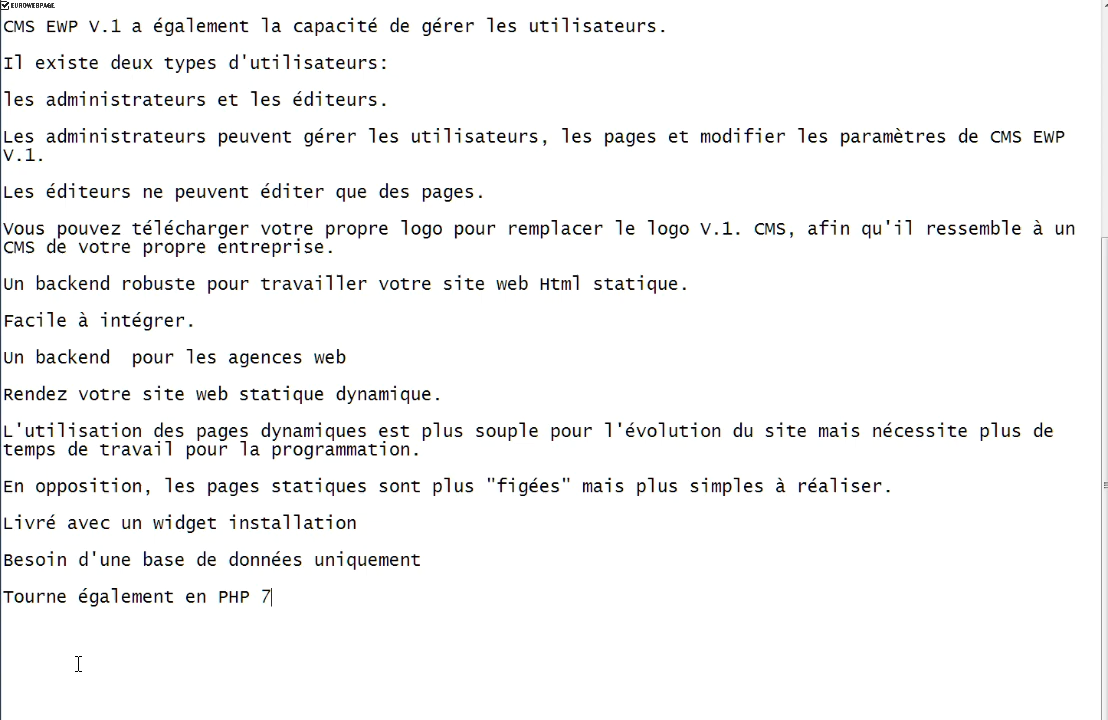 EUROWEBPAGE
CMS EWP V.1 a également la capacité de gérer les utilisateurs.
Il existe deux types d'utilisateurs:
les administrateurs et les éditeurs.
Les administrateurs peuvent gérer les utilisateurs, les pages et modifier les paramètres de CMS EWP
V.1.
Les éditeurs ne peuvent éditer que des pages.
Vous pouvez télécharger votre propre logo pour remplacer le logo V.1. CMS, afin qu'il ressemble à un
CMS de votre propre entreprise.
Un backend robuste pour travailler votre site web Html statique.
Facile à intégrer.
Un backend  pour les agences web
Rendez votre site web statique dynamique.
L'utilisation des pages dynamiques est plus souple pour l'évolution du site mais nécessite plus de
temps de travail pour la programmation.
En opposition, les pages statiques sont plus "figées" mais plus simples à réaliser.
Livré avec un widget installation
Besoin d'une base de données uniquement
Tourne également en PHP 7